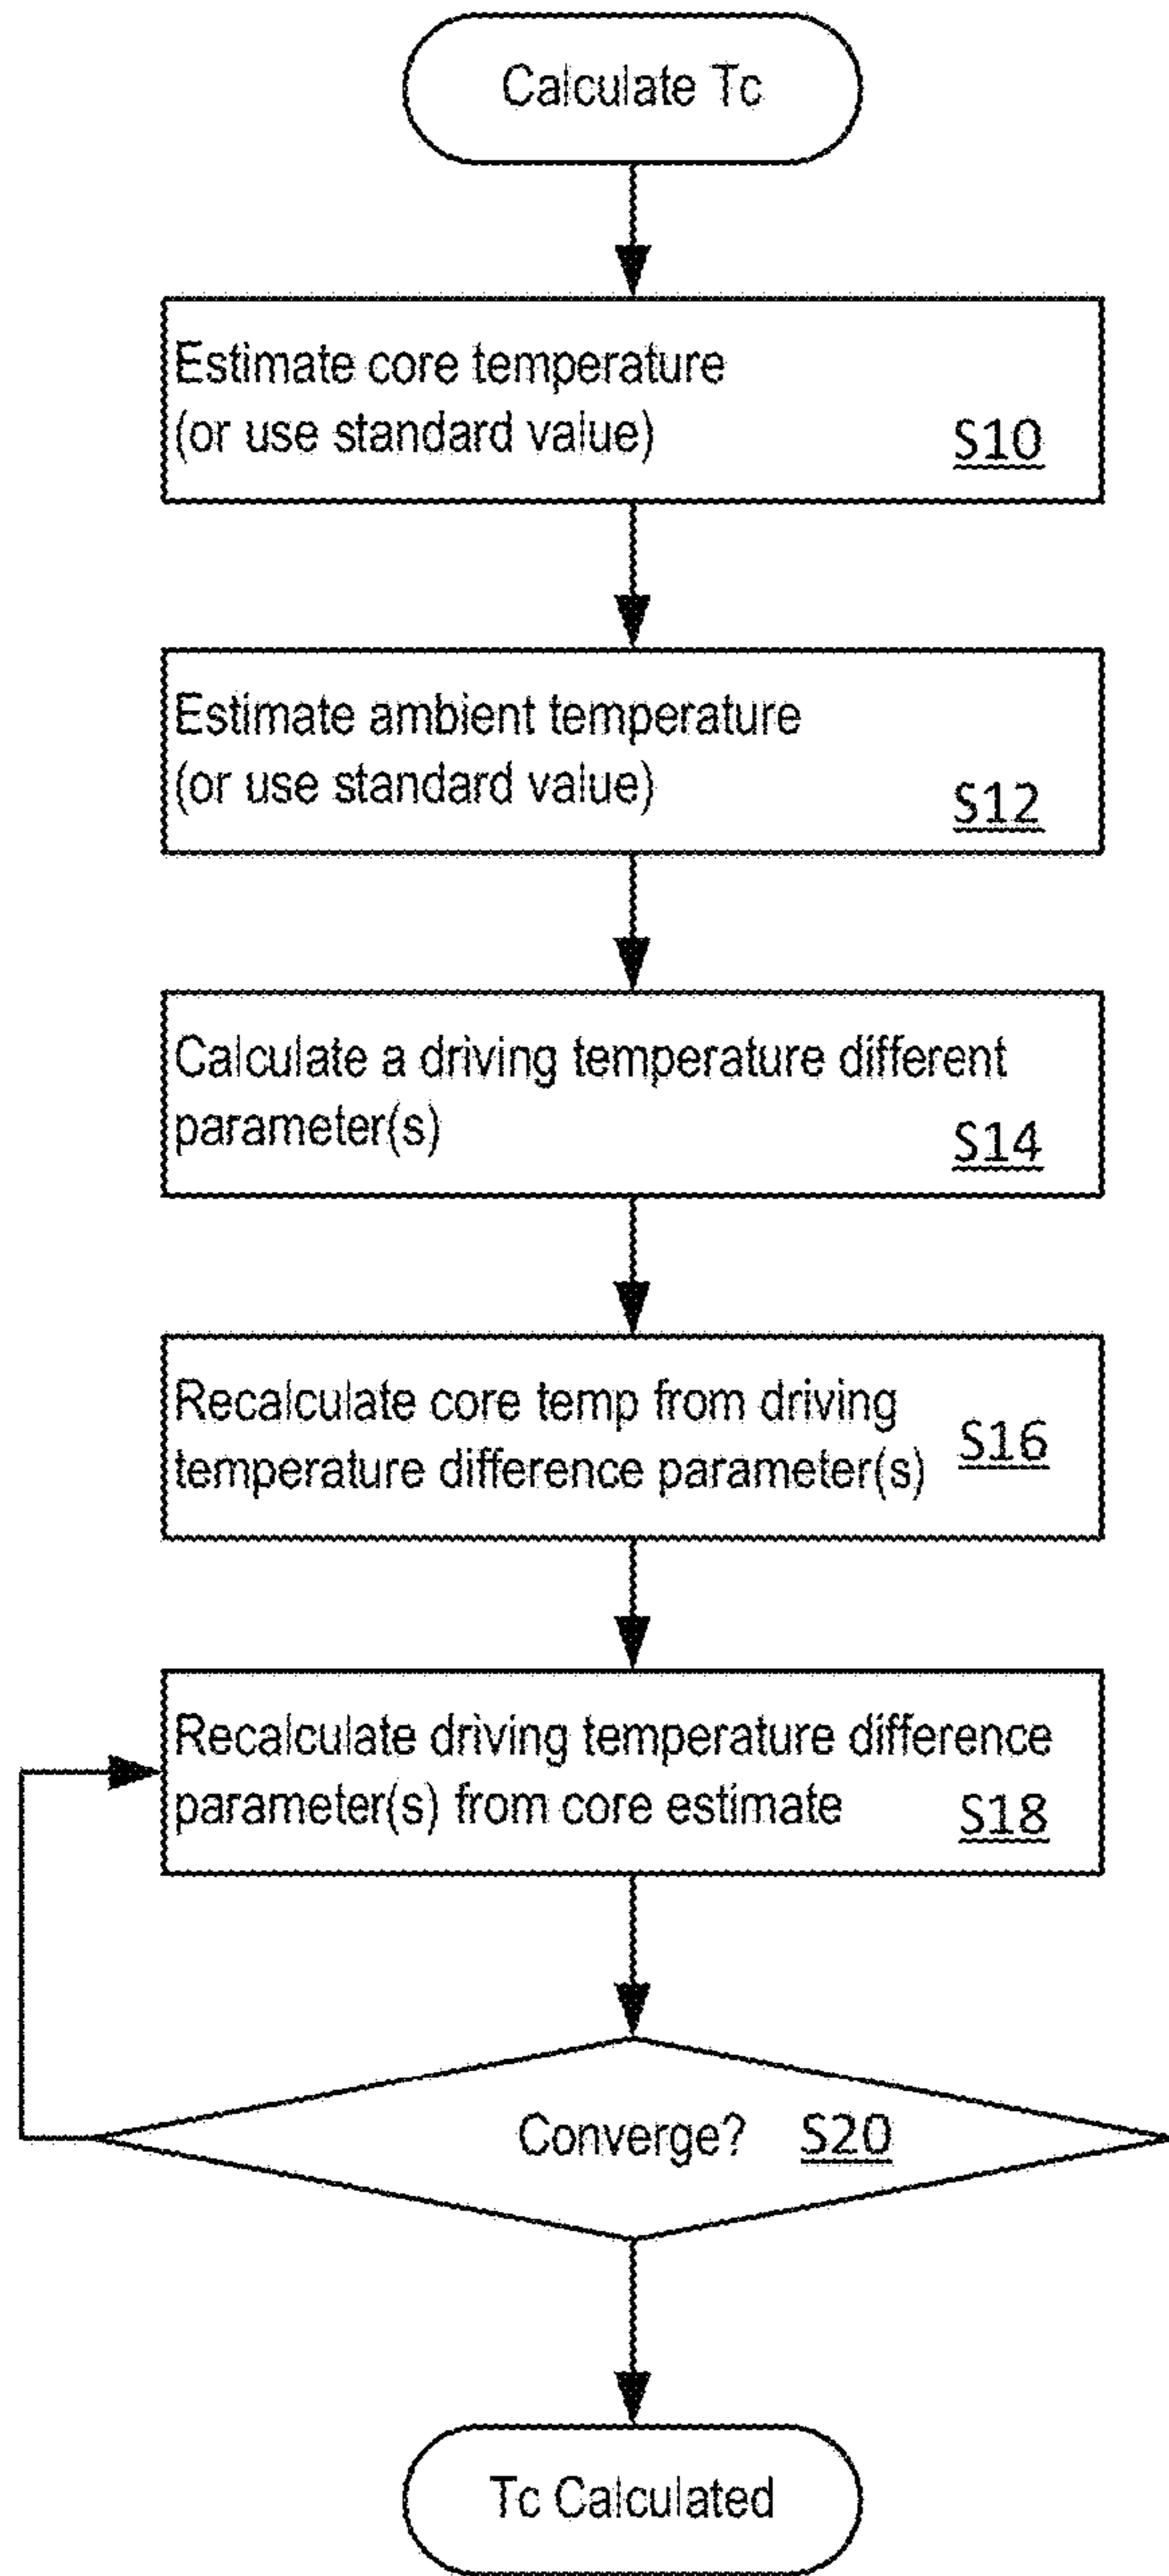 Calculate Tc
Estimate core temperature
(or use standard value)
S10
Estimate ambient temperature
(or use standard value)
S12
Calculate a driving temperature different
parameter(s)
S14
Recalculate core temp from driving
temperature difference parameter(s)
S16
Recalculate driving temperature difference
parameter(s) from core estimate
S18
Converge? S20
Tc Calculated